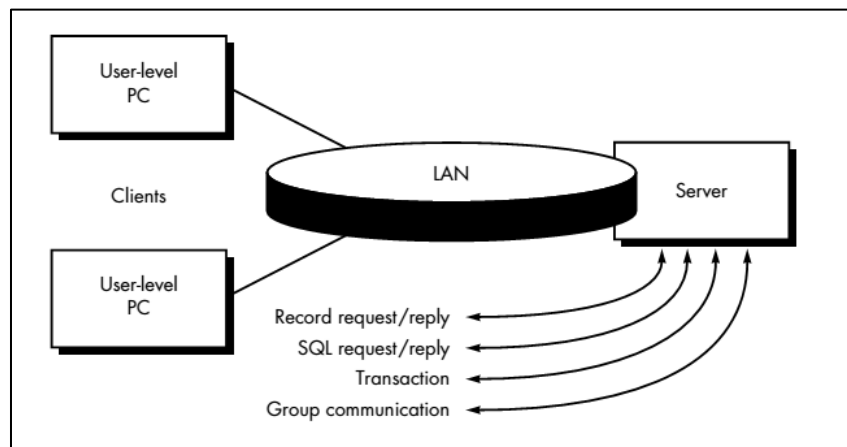 User-level
PC
LAN
Server
Clients
User-level
PC
Record request/reply
SQL request/reply
Transaction
Group communication